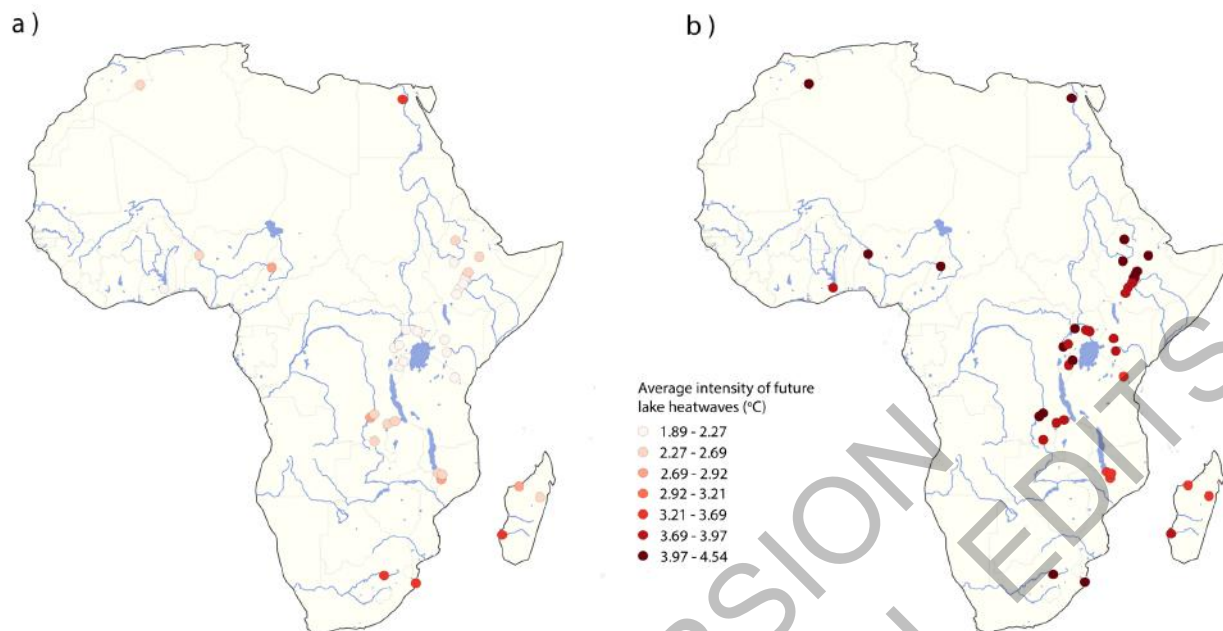 a )
b )
Average intensity of future
lake heatwaves (°C)
1.89 - 2.27
2.27 - 2.69
2.69 - 2.92
2.92 - 3.21
3.21 - 3.69
3.69 - 3.97
3.97 - 4.54
EDITS